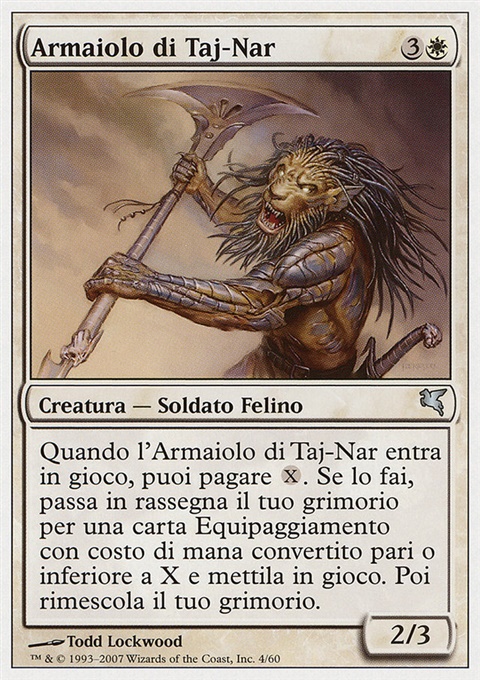 Armaiolo di Taj-Nar 3
Creatura — Soldato Felino
Quando l'Armaiolo di Taj-Nar entra
in gioco, puoi pagare X. Se lo fai,
passa in rassegna il tuo grimorio
per una carta Equipaggiamento
con costo di mana convertito pari o
inferiore a X e mettila in gioco. Poi
rimescola il tuo grimorio.
2/3
Todd Lockwood
™ & © 1993–2007 Wizards of the Coast, Inc. 4/60